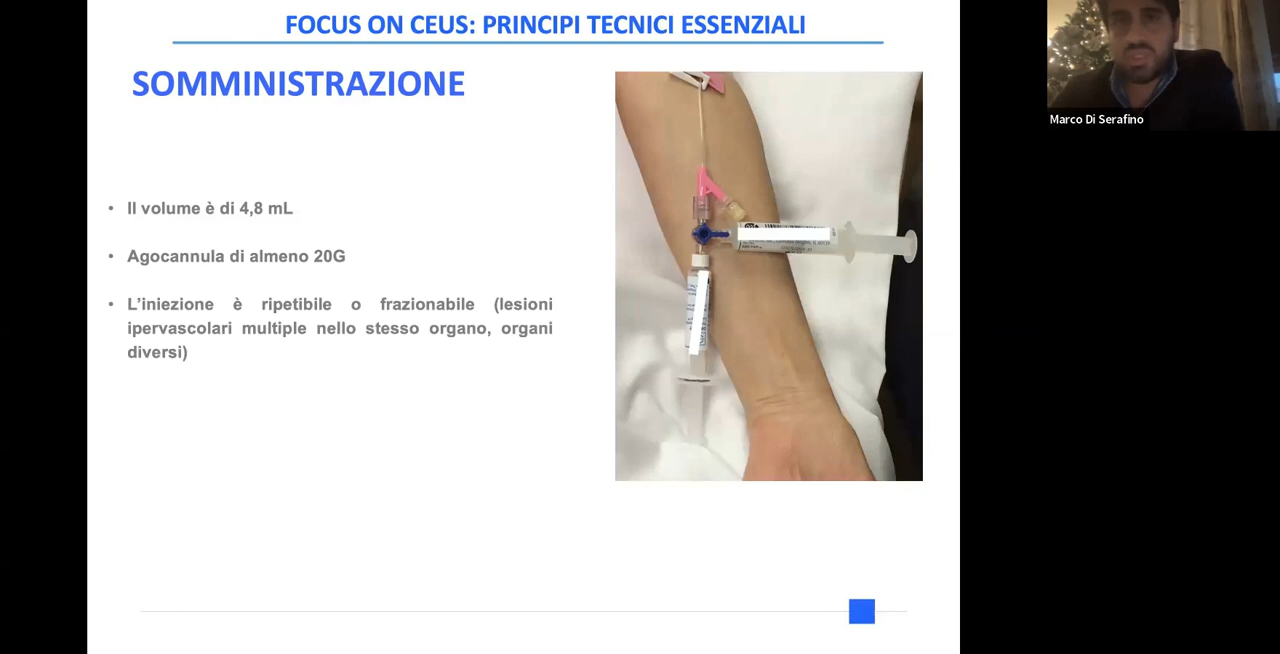 FOCUS ON CEUS: PRINCIPI TECNICI ESSENZIALI
SOMMINISTRAZIONE
• Il volume è di 4,8 mL
• Agocannula di almeno 20G
• L'iniezione è ripetibile o frazionabile (lesioni
ipervascolari multiple nello stesso organo, organi
diversi)
Marco Di Serafino